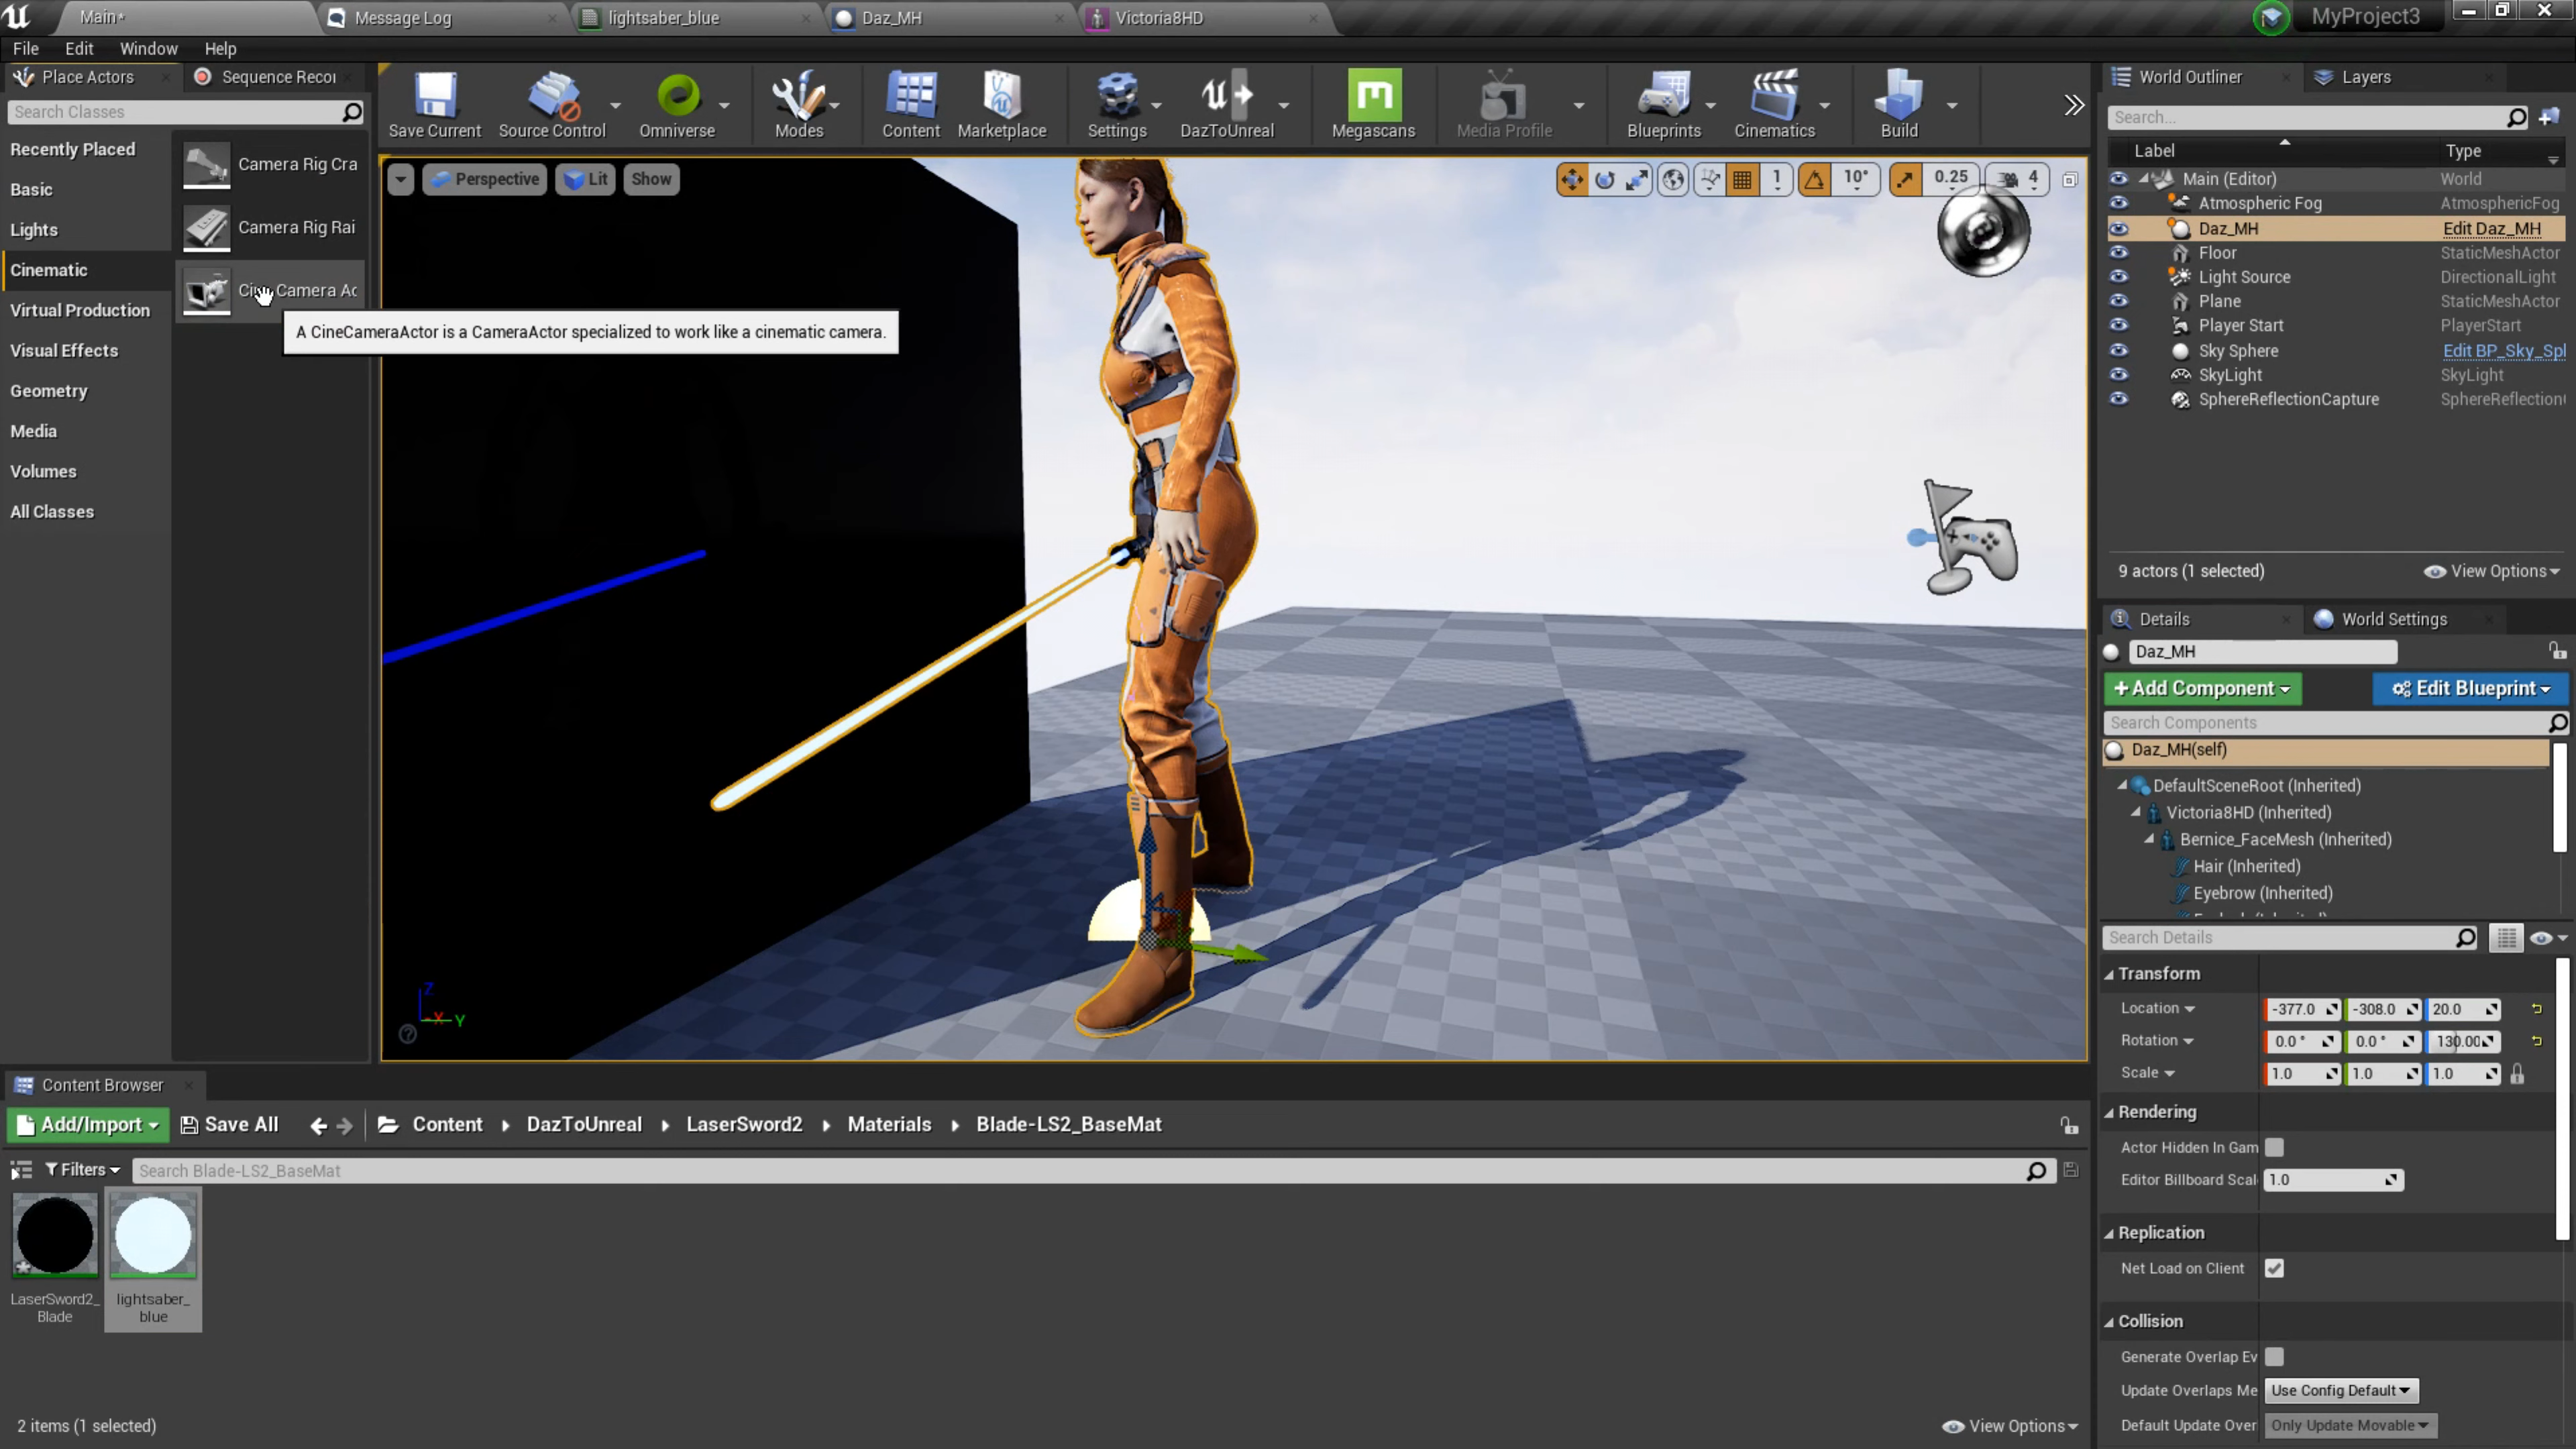 Main*
Message Log
lightsaber_blue
Daz_MH
Victoria8HD
MyProject3
File Edit Window Help
Place Actors
Sequence Recor
Search Classes
Recently Placed
Basic
Lights
Cinematic
Virtual Production
Visual Effects
Geometry
Media
Volumes
All Classes
Camera Rig Cra
Camera Rig Rai
Camera Ac
A CineCameraActor is a CameraActor specialized to work like a cinematic camera.
Save Current
Source Control
Omniverse
Modes
Content
Marketplace
Settings
DazToUnreal
Megascans
Media Profile
Blueprints
Cinematics
Build
Perspective
Lit
Show
1
10°
0.25
4
Z
X
Y
World Outliner
Layers
Search...
Label Type
Main (Editor) World
Atmospheric Fog AtmosphericFog
Daz_MH Edit Daz_MH
Floor StaticMeshActor
Light Source DirectionalLight
Plane StaticMeshActor
Player Start PlayerStart
Sky Sphere Edit BP_Sky_Spl
SkyLight SkyLight
SphereReflectionCapture SphereReflection
9 actors (1 selected)
View Options
Details
World Settings
Daz_MH
+Add Component
Edit Blueprint
Search Components
Daz_MH(self)
DefaultSceneRoot (Inherited)
Victoria8HD (Inherited)
Bernice_FaceMesh (Inherited)
Hair (Inherited)
Eyebrow (Inherited)
Search Details
Transform
Location -377.0 -308.0 20.0
Rotation 0.0 ° 0.0 ° 130.00
Scale 1.0 1.0 1.0
Rendering
Actor Hidden In Gam
Editor Billboard Scal 1.0
Replication
Net Load on Client
Collision
Generate Overlap Ev
Update Overlaps Me Use Config Default
Default Update Over Only Update Movable
Content Browser
Add/Import
Save All
Content DazToUnreal LaserSword2 Materials Blade-LS2_BaseMat
Filters
Search Blade-LS2_BaseMat
LaserSword2_
Blade
lightsaber_
blue
2 items (1 selected)
View Options